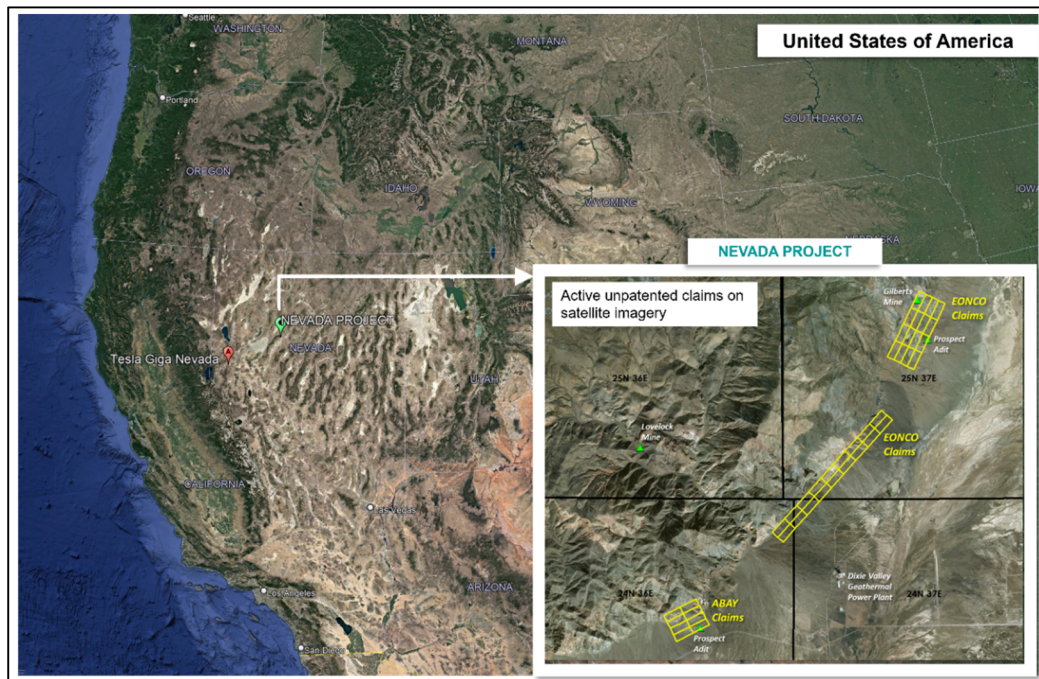 Seattle
WASHINGTON
MONTANA
United States of America
Portland
SOUTH DAKOTA
OREGON
IDAHO
WYOMING
IOWA
NEBRASKA
NEVADA PROJECT
Active unpatented claims on
satellite imagery
Gilberts
Mine
EONCO
Claims
Prospect
Adit
25N 36E
25N 37E
NEVADA PROJECT
NEVADA
Tesla Giga Nevada
UTAH
Lovelock
Mine
EONCO
Claims
CALIFORNIA
Las Vegas
Dixie Valley
Geothermal
Power Plant
24N 36E
24N 37E
ARIZONA
Los Angeles
ABAY
Claims
Prospect
Adit
San Diego